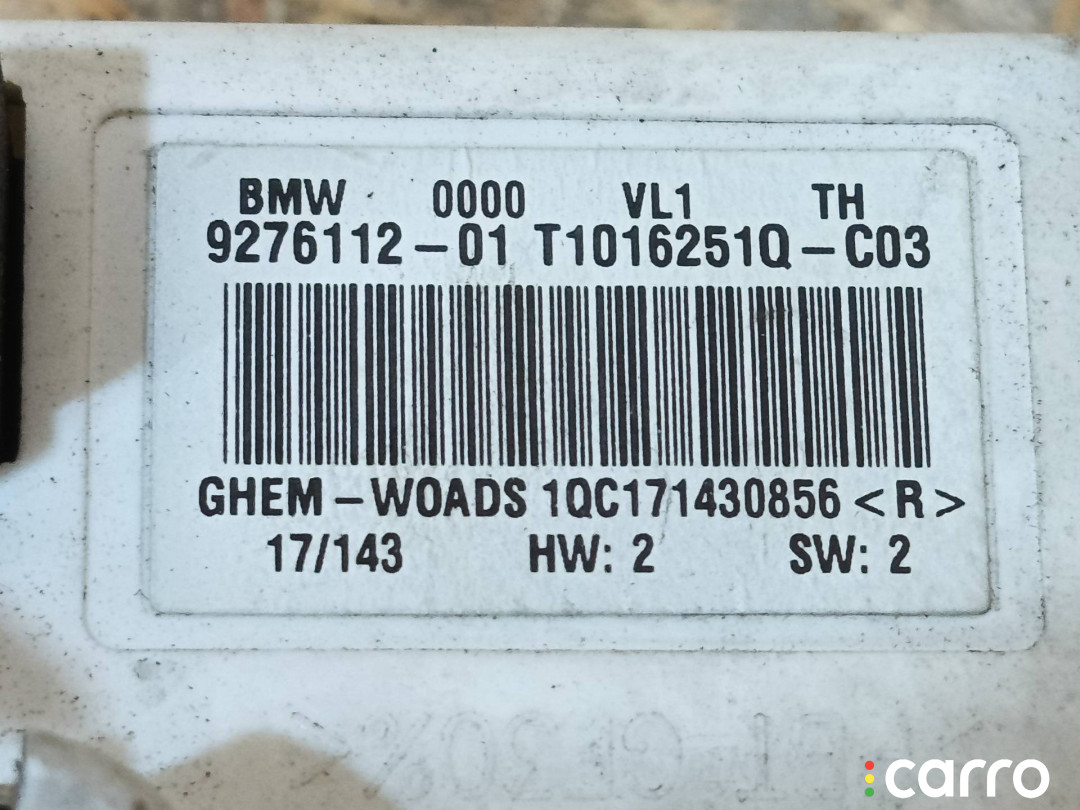 BMW 0000 VL1 TH
9276112-01 T1016251Q-C03
GHEM-WOADS 1QC171430856 <R>
17/143 HW: 2 SW: 2
carro